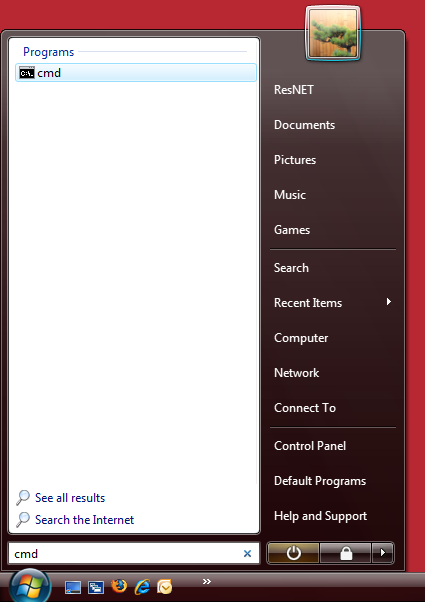 Programs
cmd
See all results
Search the Internet
cmd
ResNET
Documents
Pictures
Music
Games
Search
Recent Items
Computer
Network
Connect To
Control Panel
Default Programs
Help and Support